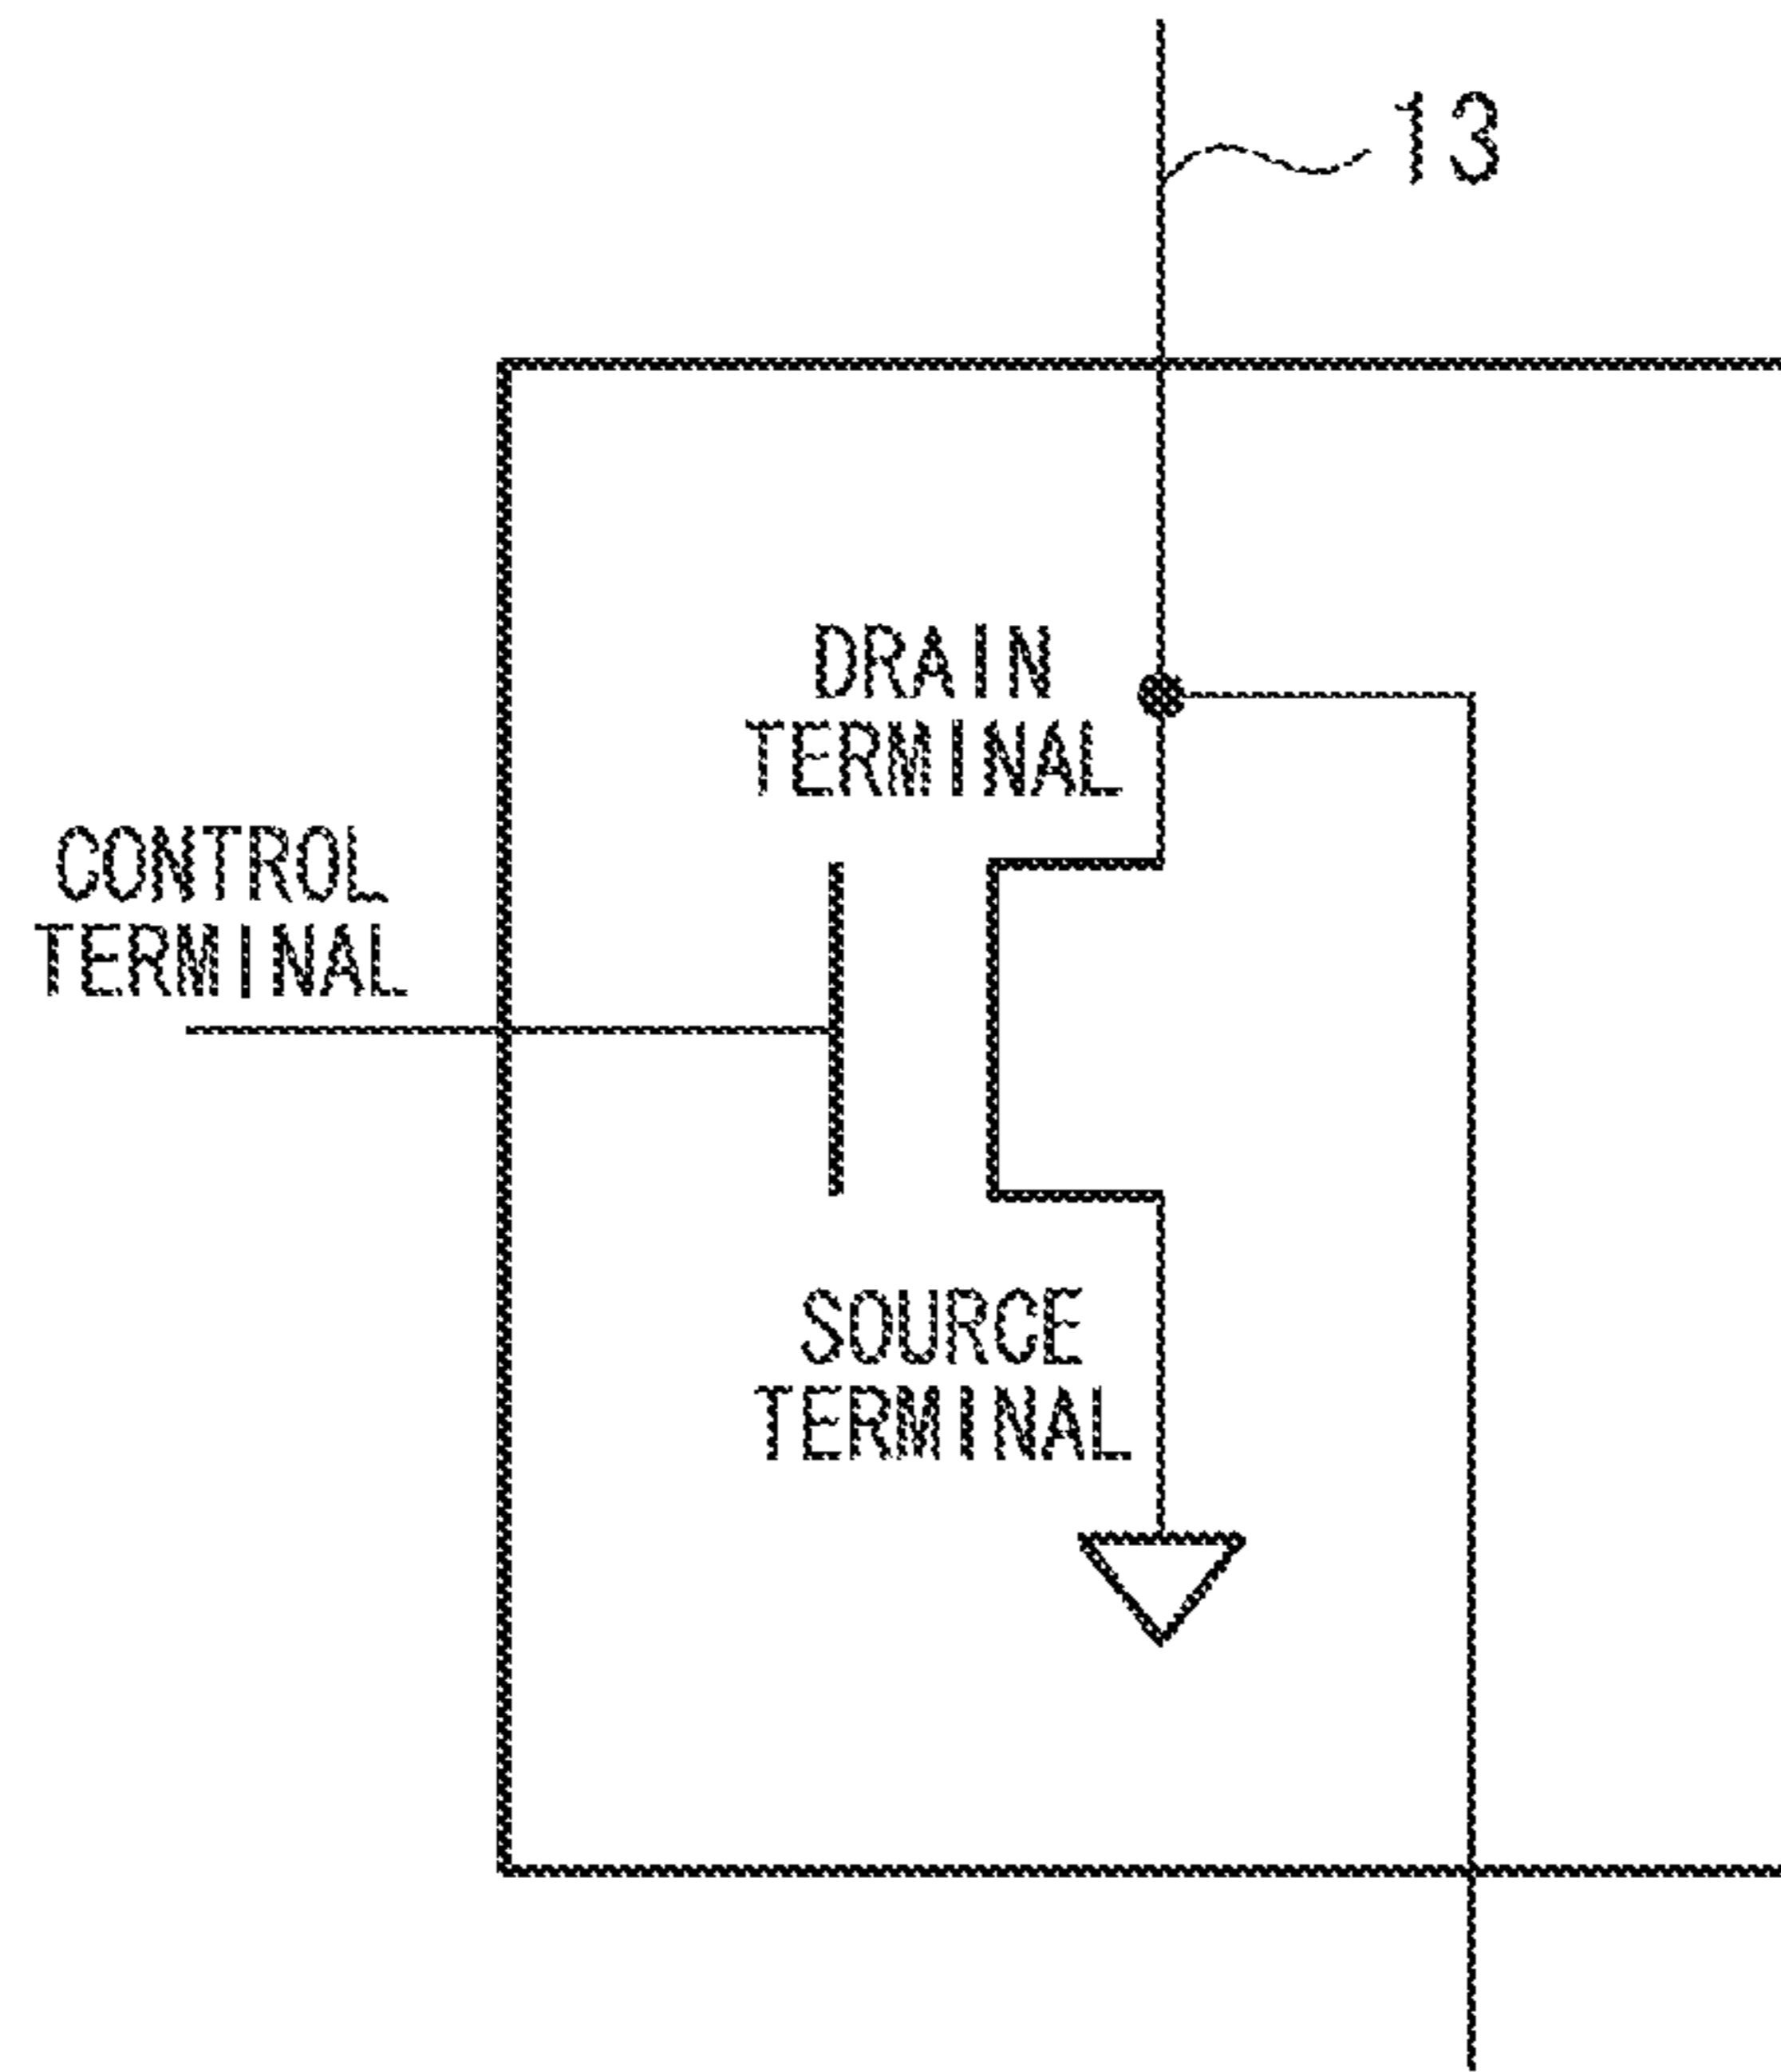 13
DRAIN
TERMINAL
CONTROL
TERMINAL
SOURCE
TERMINAL